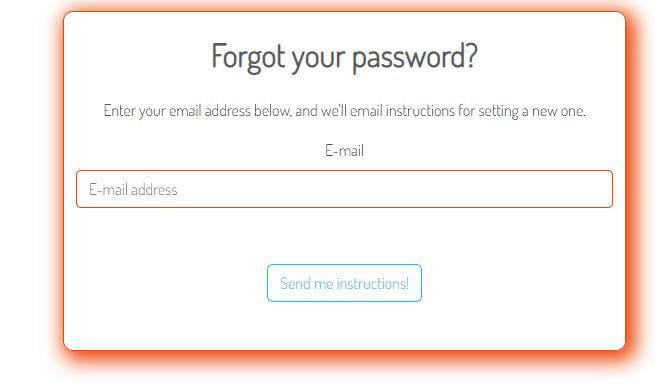 Forgot your password?
Enter your email address below, and we'll email instructions for setting a new one.
E-mail
E-mail address
Send me instructions!